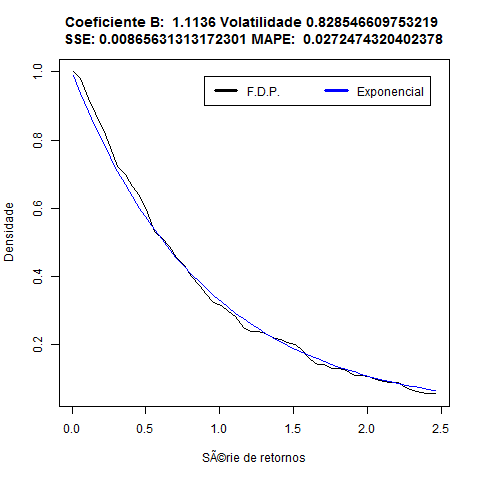 Coeficiente B:  1.1136 Volatilidade 0.828546609753219
SSE: 0.00865631313172301 MAPE:  0.0272474320402378
F.D.P.
Exponencial
Densidade
1.0
0.8
0.6
0.4
0.2
0.0
0.5
1.0
1.5
2.0
2.5
SÃ©rie de retornos